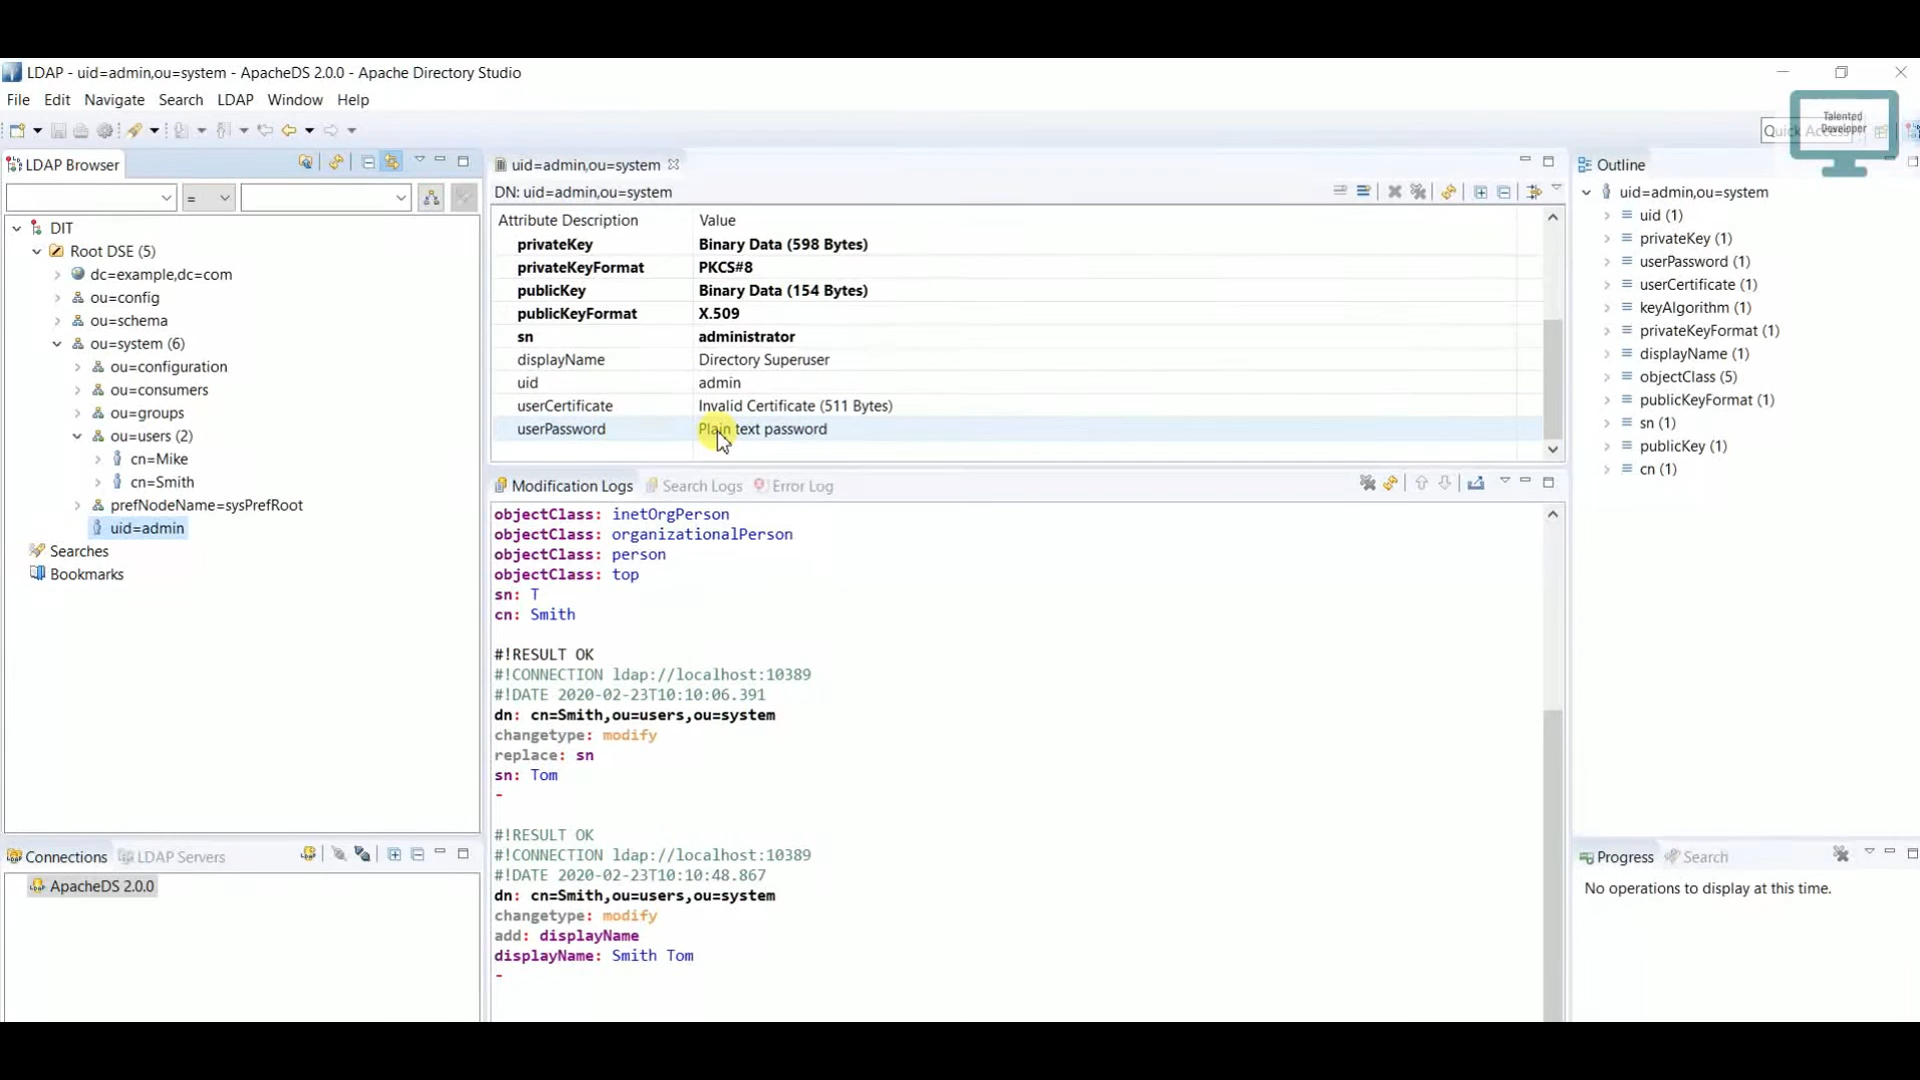 LDAP - uid=admin,ou=system - ApacheDS 2.0.0 - Apache Directory Studio
File Edit Navigate Search LDAP Window Help
Talented
Developer
Quick Access
LDAP Browser
=
DIT
Root DSE (5)
dc=example,dc=com
ou=config
ou=schema
ou=system (6)
ou=configuration
ou=consumers
ou=groups
ou=users (2)
cn=Mike
cn=Smith
prefNodeName=sysPrefRoot
uid=admin
Searches
Bookmarks
Connections LDAP Servers
ApacheDS 2.0.0
uid=admin,ou=system
DN: uid=admin,ou=system
Attribute Description Value
privateKey Binary Data (598 Bytes)
privateKeyFormat PKCS#8
publicKey Binary Data (154 Bytes)
publicKeyFormat X.509
sn administrator
displayName Directory Superuser
uid admin
userCertificate Invalid Certificate (511 Bytes)
userPassword Plain text password
Modification Logs Search Logs Error Log
objectClass: inetOrgPerson
objectClass: organizationalPerson
objectClass: person
objectClass: top
sn: T
cn: Smith
#!RESULT OK
#!CONNECTION ldap://localhost:10389
#!DATE 2020-02-23T10:10:06.391
dn: cn=Smith,ou=users,ou=system
changetype: modify
replace: sn
sn: Tom
-
#!RESULT OK
#!CONNECTION ldap://localhost:10389
#!DATE 2020-02-23T10:10:48.867
dn: cn=Smith,ou=users,ou=system
changetype: modify
add: displayName
displayName: Smith Tom
-
Outline
uid=admin,ou=system
uid (1)
privateKey (1)
userPassword (1)
userCertificate (1)
keyAlgorithm (1)
privateKeyFormat (1)
displayName (1)
objectClass (5)
publicKeyFormat (1)
sn (1)
publicKey (1)
cn (1)
Progress Search
No operations to display at this time.